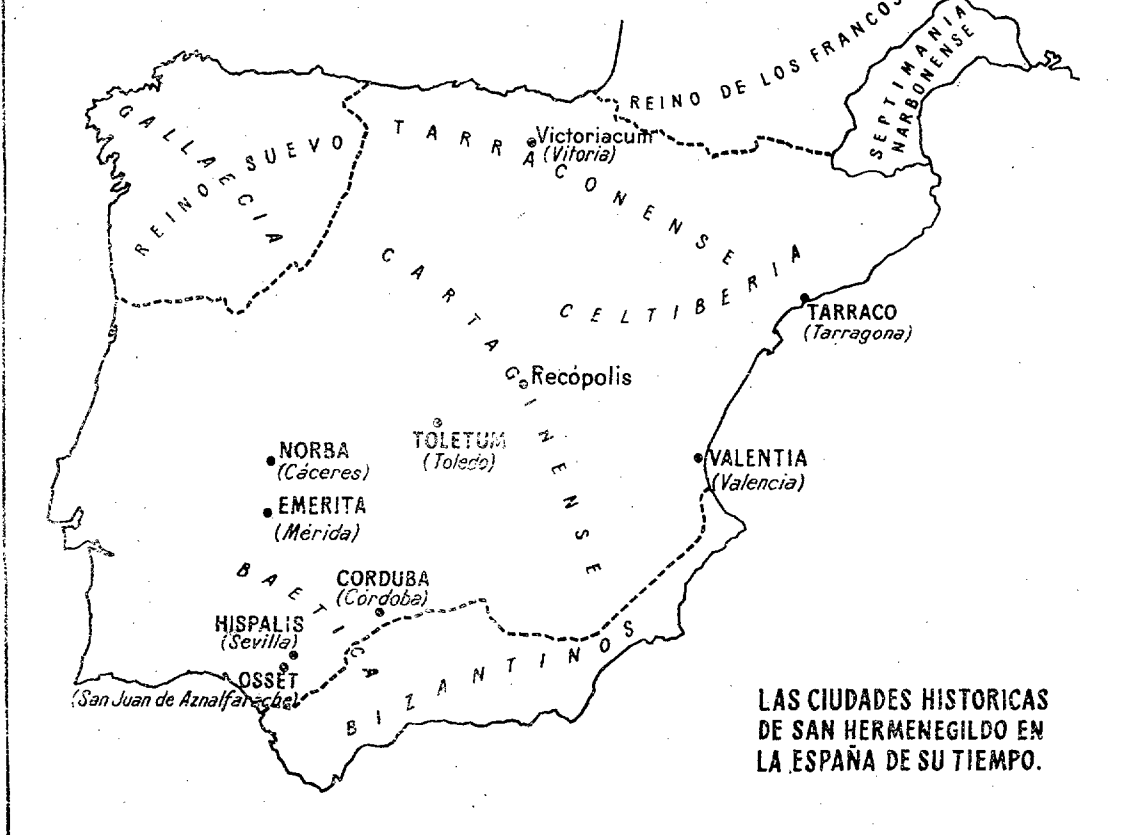 REINO DE LOS FRANCOS
SEPTIMANIA
NARBONENSE
GALLAECIA
REINO SUEVO
TARRACONENSE
Victoriacum
(Vitoria)
CARTAGINENSE
CELTIBERIA
TARRACO
(Tarragona)
Recópolis
TOLETUM
(Toledo)
NORBA
(Cáceres)
EMERITA
(Mérida)
VALENTIA
(Valencia)
BAETICA
CORDUBA
(Córdoba)
HISPALIS
(Sevilla)
OSSET
(San Juan de Aznalfarache)
BIZANTINOS
LAS CIUDADES HISTORICAS
DE SAN HERMENEGILDO EN
LA ESPAÑA DE SU TIEMPO.